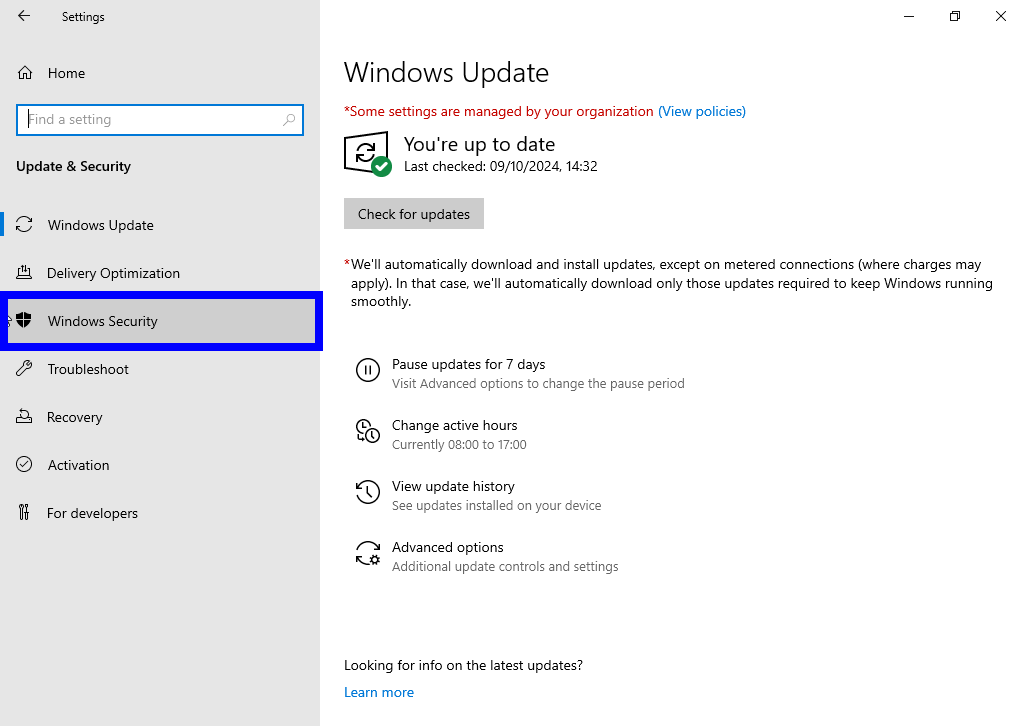 Settings
Home
Find a setting
Update & Security
Windows Update
Delivery Optimization
Windows Security
Troubleshoot
Recovery
Activation
For developers
Windows Update
*Some settings are managed by your organization (View policies)
You're up to date
Last checked: 09/10/2024, 14:32
Check for updates
*We'll automatically download and install updates, except on metered connections (where charges may
apply). In that case, we'll automatically download only those updates required to keep Windows running
smoothly.
Pause updates for 7 days
Visit Advanced options to change the pause period
Change active hours
Currently 08:00 to 17:00
View update history
See updates installed on your device
Advanced options
Additional update controls and settings
Looking for info on the latest updates?
Learn more